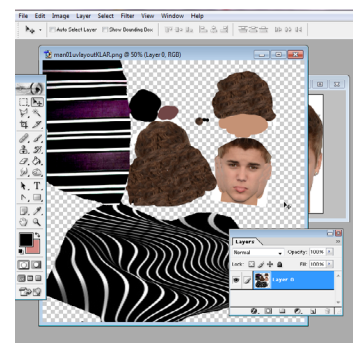 File Edit Image Layer Select Filter View Window Help
Auto Select Layer Show Bounding Box
man01uvlayoutKLAR.png @ 50% (Layer 0, RGB)
Layers
Normal Opacity: 100%
Lock: Fill: 100%
Layer 0